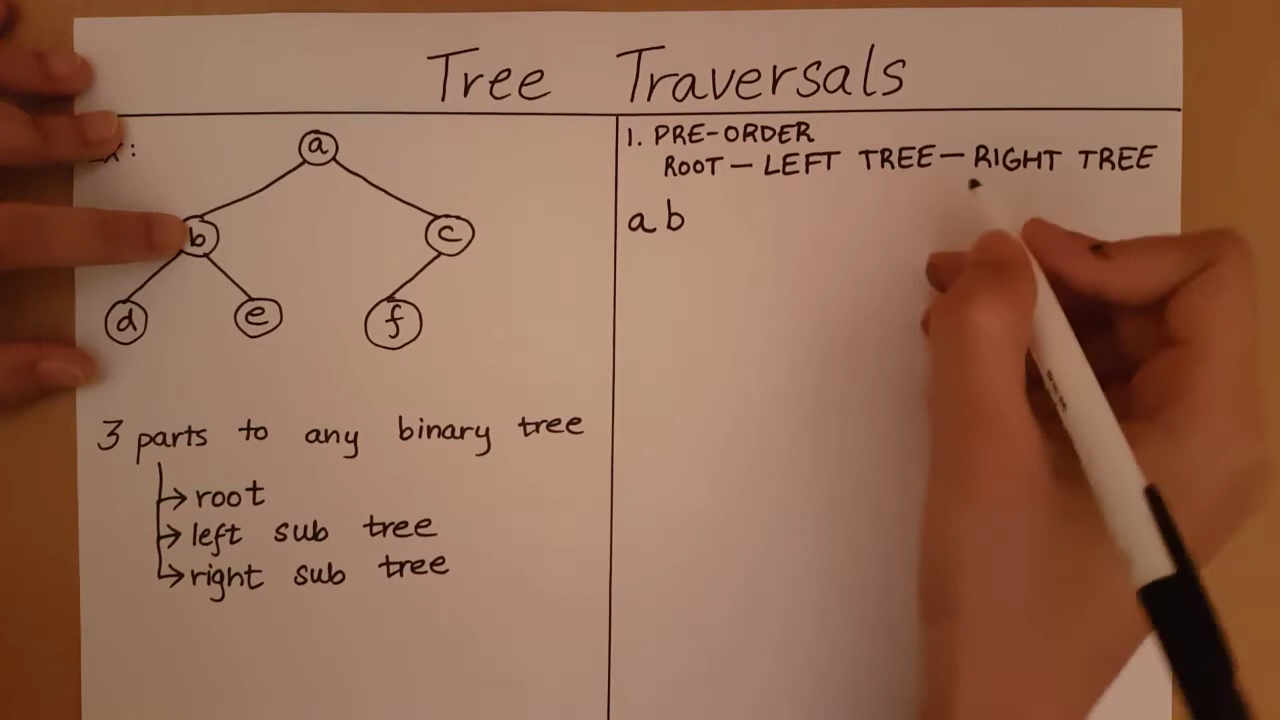 Tree Traversals
a
b
c
d
e
f
3 parts to any binary tree
→ root
→ left sub tree
→ right sub tree
1. PRE-ORDER
ROOT — LEFT TREE — RIGHT TREE
a b